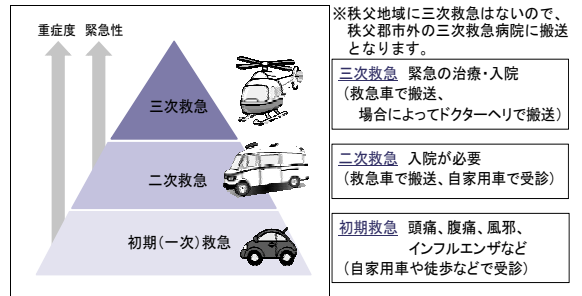 重症度 緊急性
三次救急
二次救急
初期(一次)救急
※秩父地域に三次救急はないので、
秩父郡市外の三次救急病院に搬送
となります。
三次救急 緊急の治療・入院
(救急車で搬送、
場合によってドクターヘリで搬送)
二次救急 入院が必要
(救急車で搬送、自家用車で受診)
初期救急 頭痛、腹痛、風邪、
インフルエンザなど
(自家用車や徒歩などで受診)